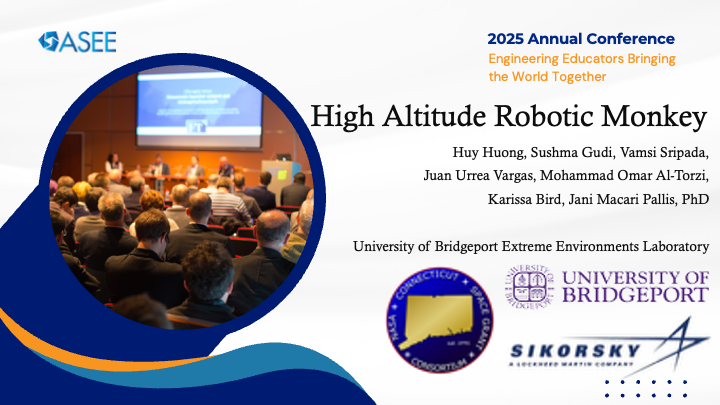 ASEE
2025 Annual Conference
Engineering Educators Bringing
the World Together
High Altitude Robotic Monkey
Huy Huong, Sushma Gudi, Vamsi Sripada,
Juan Urrea Vargas, Mohammad Omar Al-Torzi,
Karissa Bird, Jani Macari Pallis, PhD
University of Bridgeport Extreme Environments Laboratory
NASA CONNECTICUT SPACE GRANT
CONSORTIUM
UNIVERSITY OF
BRIDGEPORT
SIKORSKY
A LOCKHEED MARTIN COMPANY